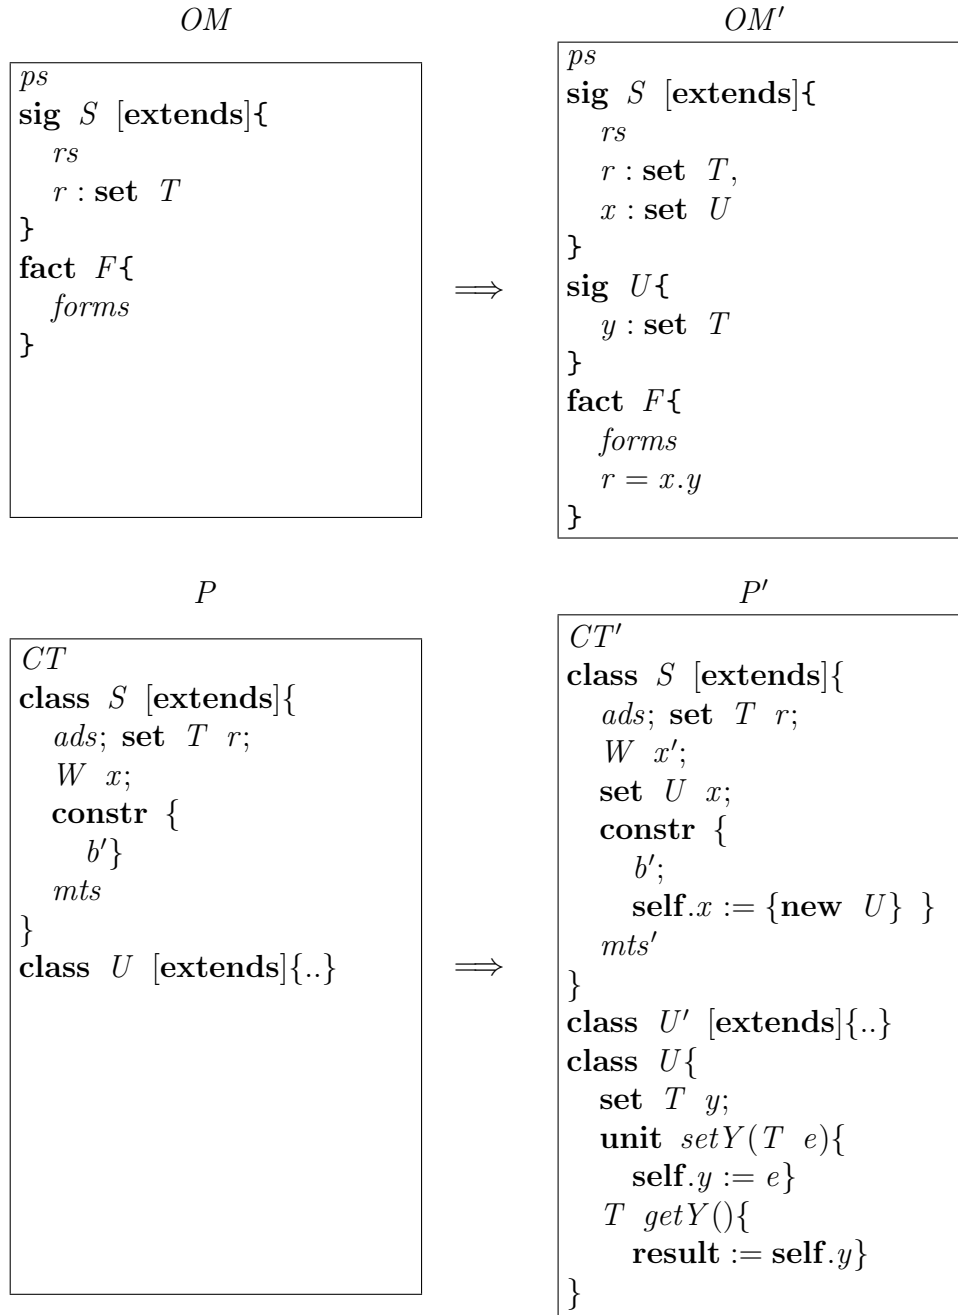 OM
ps
sig S [extends]{
rs
r : set T
}
fact F{
forms
}
⟹
OM′
ps
sig S [extends]{
rs
r : set T,
x : set U
}
sig U{
y : set T
}
fact F{
forms
r = x.y
}
P
CT
class S [extends]{
ads; set T r;
W x;
constr {
b′}
mts
}
class U [extends]{..}
⟹
P′
CT′
class S [extends]{
ads; set T r;
W x′;
set U x;
constr {
b′;
self.x := {new U} }
mts′
}
class U′ [extends]{..}
class U{
set T y;
unit setY(T e){
self.y := e}
T getY(){
result := self.y}
}